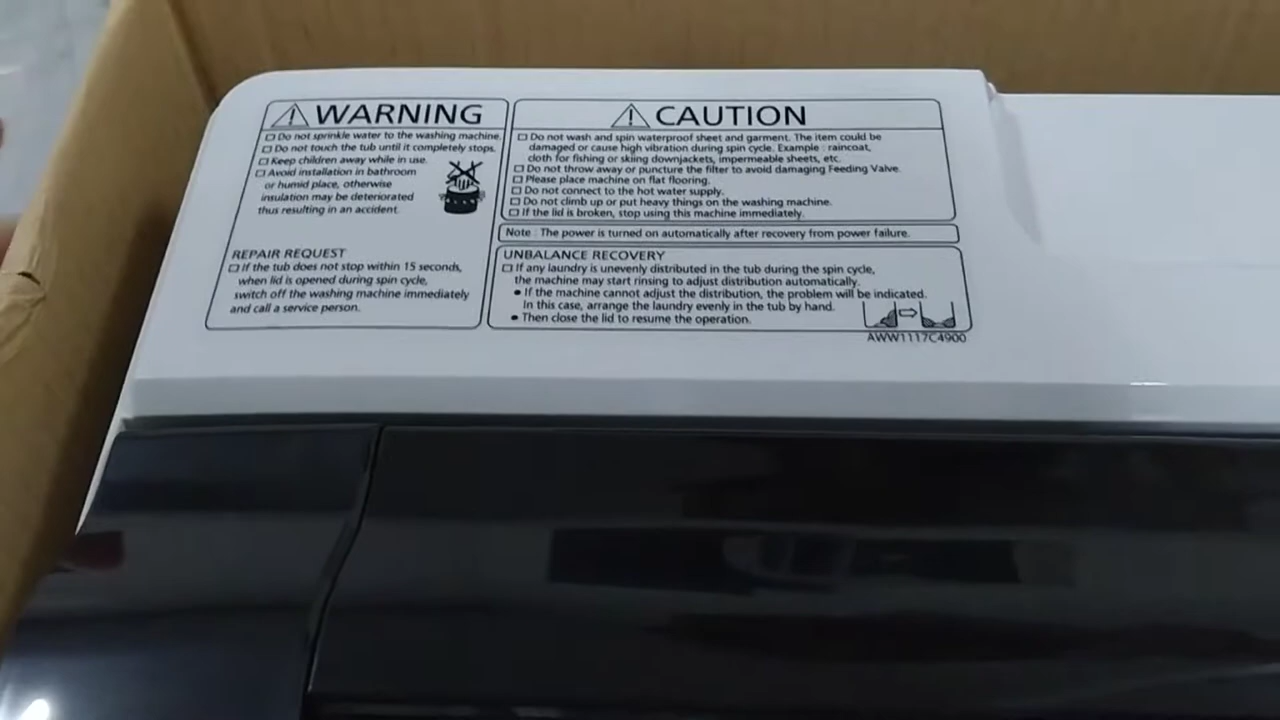 WARNING
☐ Do not sprinkle water to the washing machine.
☐ Do not touch the tub until it completely stops.
☐ Keep children away while in use.
☐ Avoid installation in bathroom
or humid place, otherwise
insulation may be deteriorated
thus resulting in an accident.
REPAIR REQUEST
☐ If the tub does not stop within 15 seconds,
when lid is opened during spin cycle,
switch off the washing machine immediately
and call a service person.
CAUTION
☐ Do not wash and spin waterproof sheet and garment. The item could be
damaged or cause high vibration during spin cycle. Example : raincoat,
cloth for fishing or skiing downjackets, impermeable sheets, etc.
☐ Do not throw away or puncture the filter to avoid damaging Feeding Valve.
☐ Please place machine on flat flooring.
☐ Do not connect to the hot water supply.
☐ Do not climb up or put heavy things on the washing machine.
☐ If the lid is broken, stop using this machine immediately.
Note : The power is turned on automatically after recovery from power failure.
UNBALANCE RECOVERY
☐ If any laundry is unevenly distributed in the tub during the spin cycle,
the machine may start rinsing to adjust distribution automatically.
• If the machine cannot adjust the distribution, the problem will be indicated.
In this case, arrange the laundry evenly in the tub by hand.
• Then close the lid to resume the operation.
AWW1117C4900